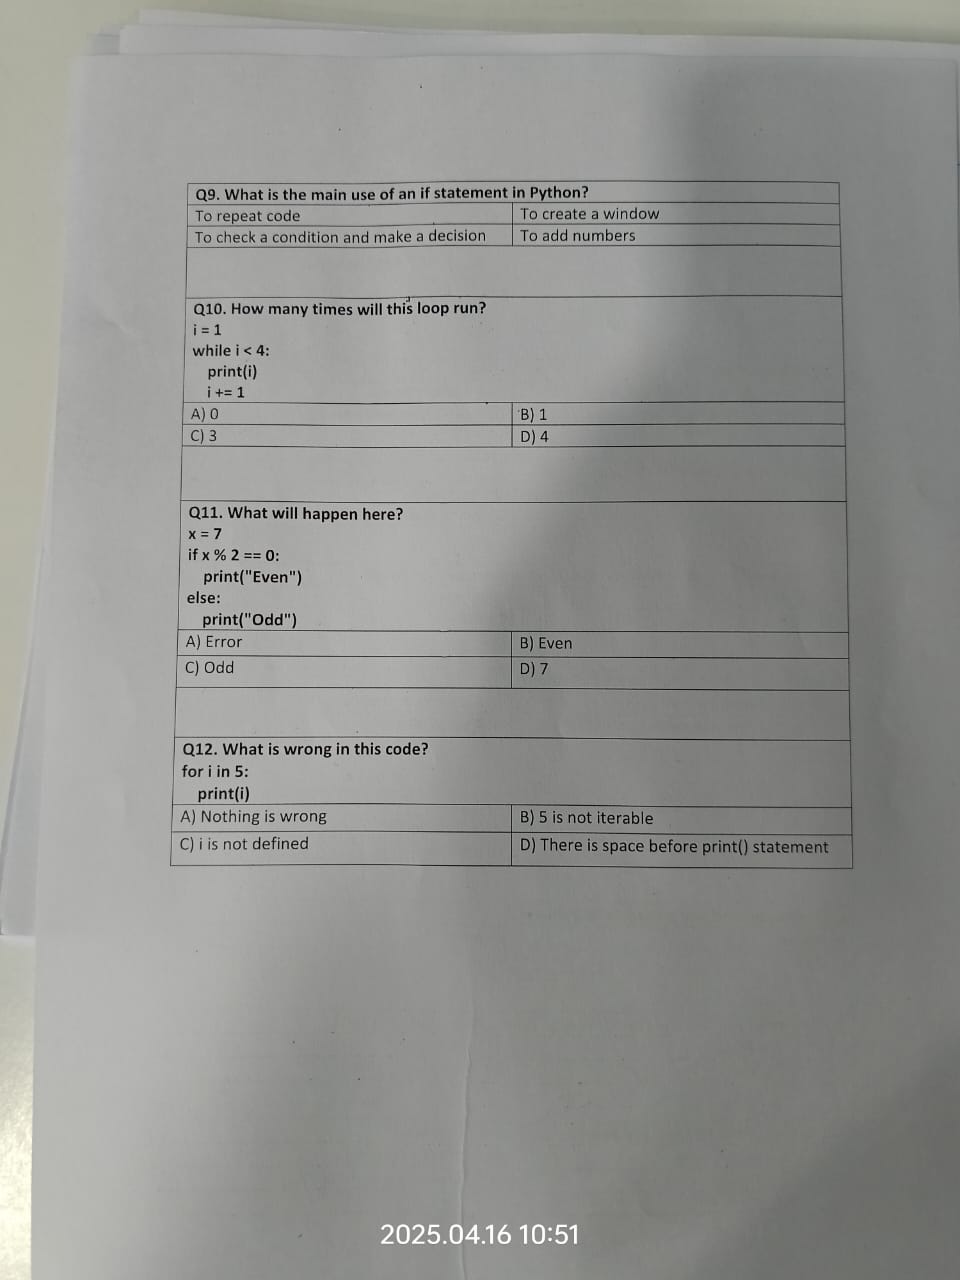 Q9. What is the main use of an if statement in Python?
To repeat code
To create a window
To check a condition and make a decision
To add numbers
Q10. How many times will this loop run?
i = 1
while i < 4:
print(i)
i += 1
A) 0
B) 1
C) 3
D) 4
Q11. What will happen here?
x = 7
if x % 2 == 0:
print("Even")
else:
print("Odd")
A) Error
B) Even
C) Odd
D) 7
Q12. What is wrong in this code?
for i in 5:
print(i)
A) Nothing is wrong
B) 5 is not iterable
C) i is not defined
D) There is space before print() statement
2025.04.16 10:51